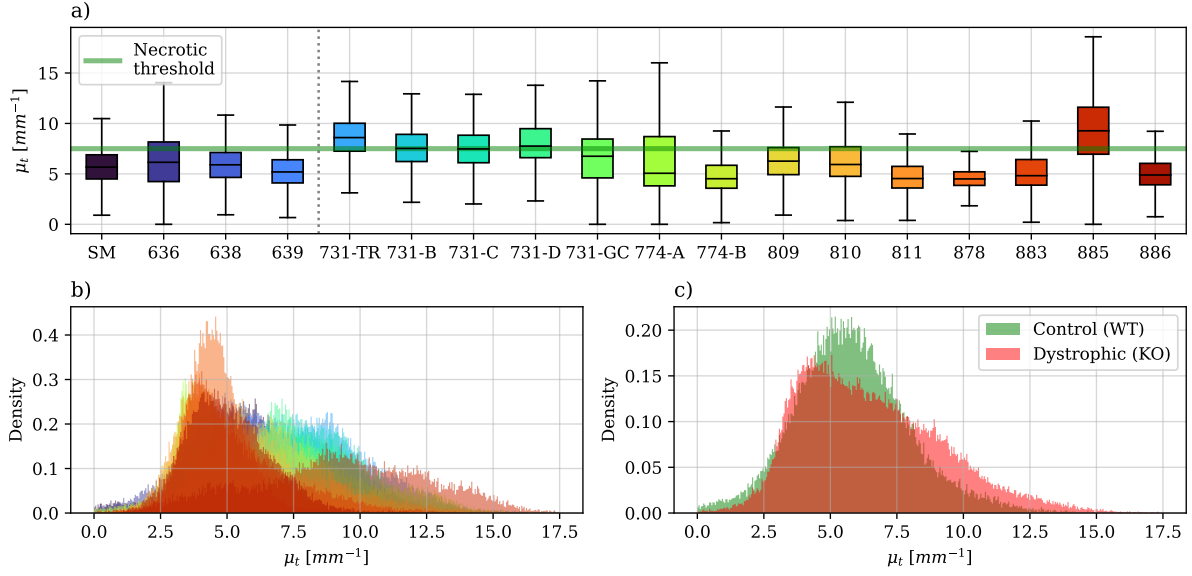 a)
Necrotic
threshold
μt [mm−1]
15
10
5
0
SM 636 638 639 731-TR 731-B 731-C 731-D 731-GC 774-A 774-B 809 810 811 878 883 885 886
b)
Density
0.4
0.3
0.2
0.1
0.0
0.0 2.5 5.0 7.5 10.0 12.5 15.0 17.5
μt [mm−1]
c)
Control (WT)
Dystrophic (KO)
Density
0.20
0.15
0.10
0.05
0.00
0.0 2.5 5.0 7.5 10.0 12.5 15.0 17.5
μt [mm−1]